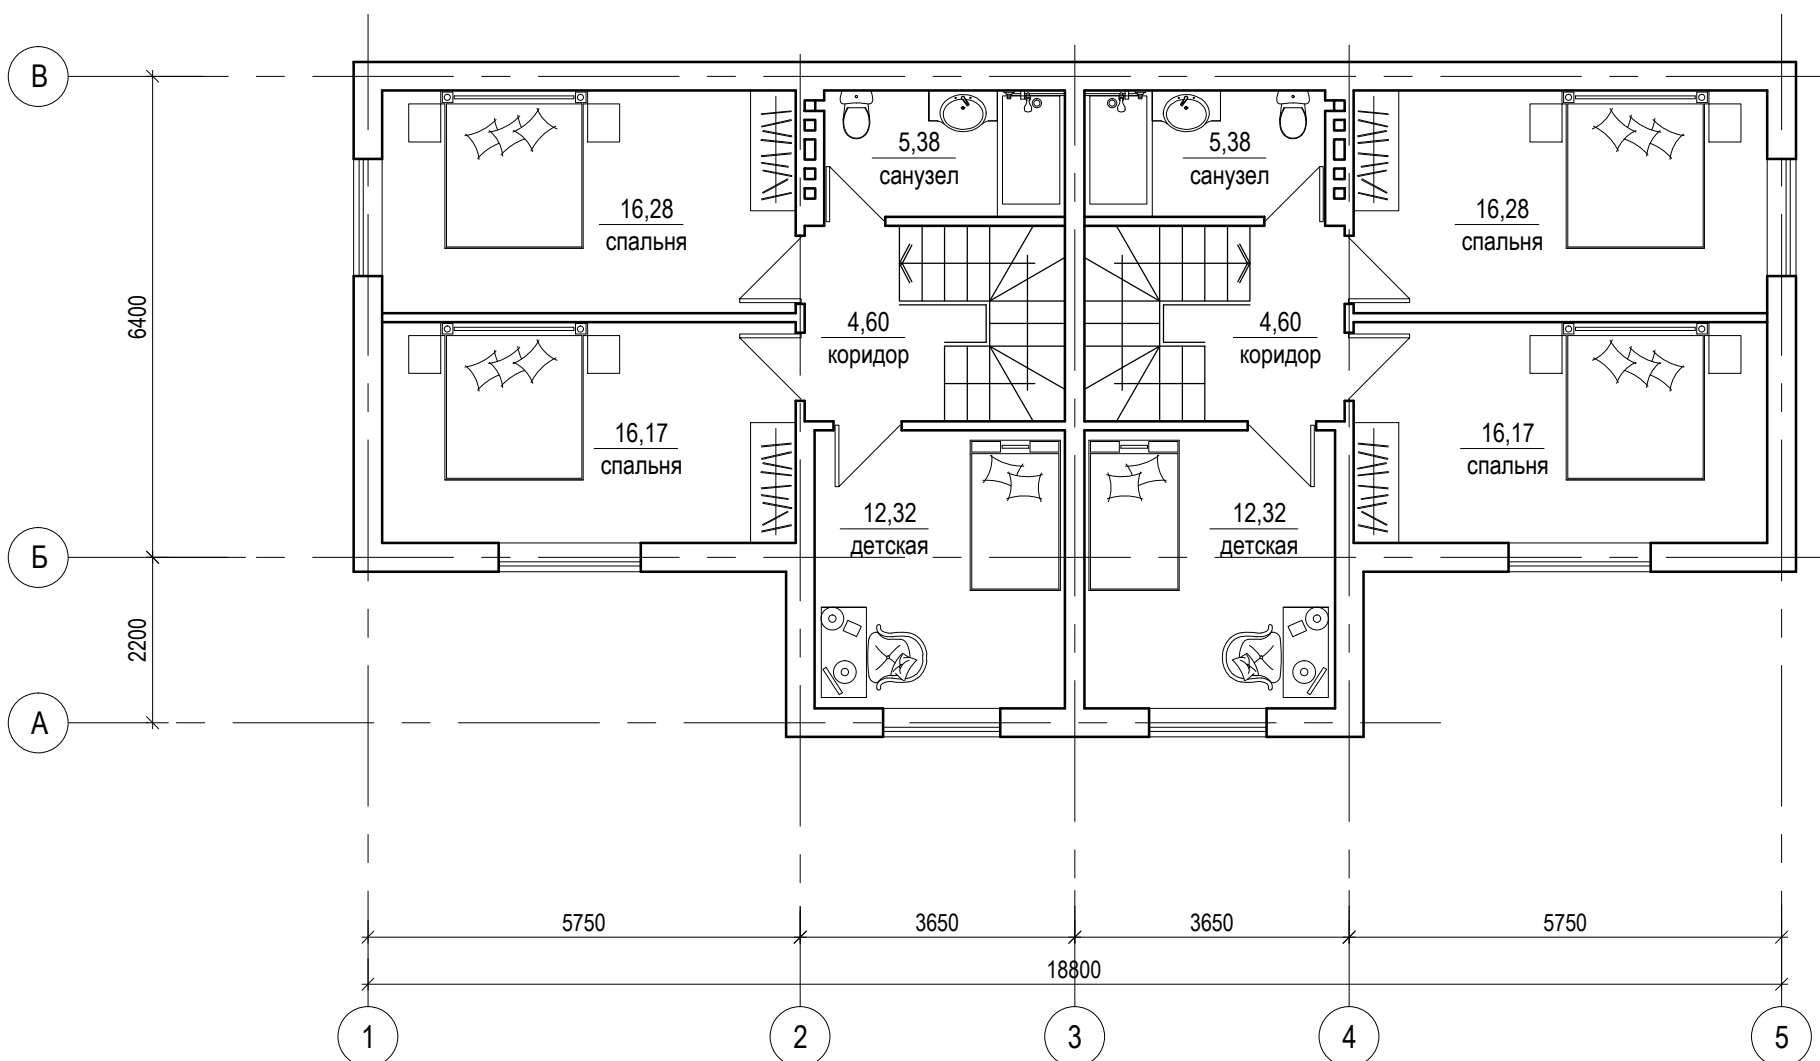 В
5,38
санузел
5,38
санузел
16,28
спальня
16,28
спальня
6400
4,60
коридор
4,60
коридор
16,17
спальня
16,17
спальня
12,32
детская
12,32
детская
Б
2200
А
5750
3650
3650
5750
18800
1
2
3
4
5